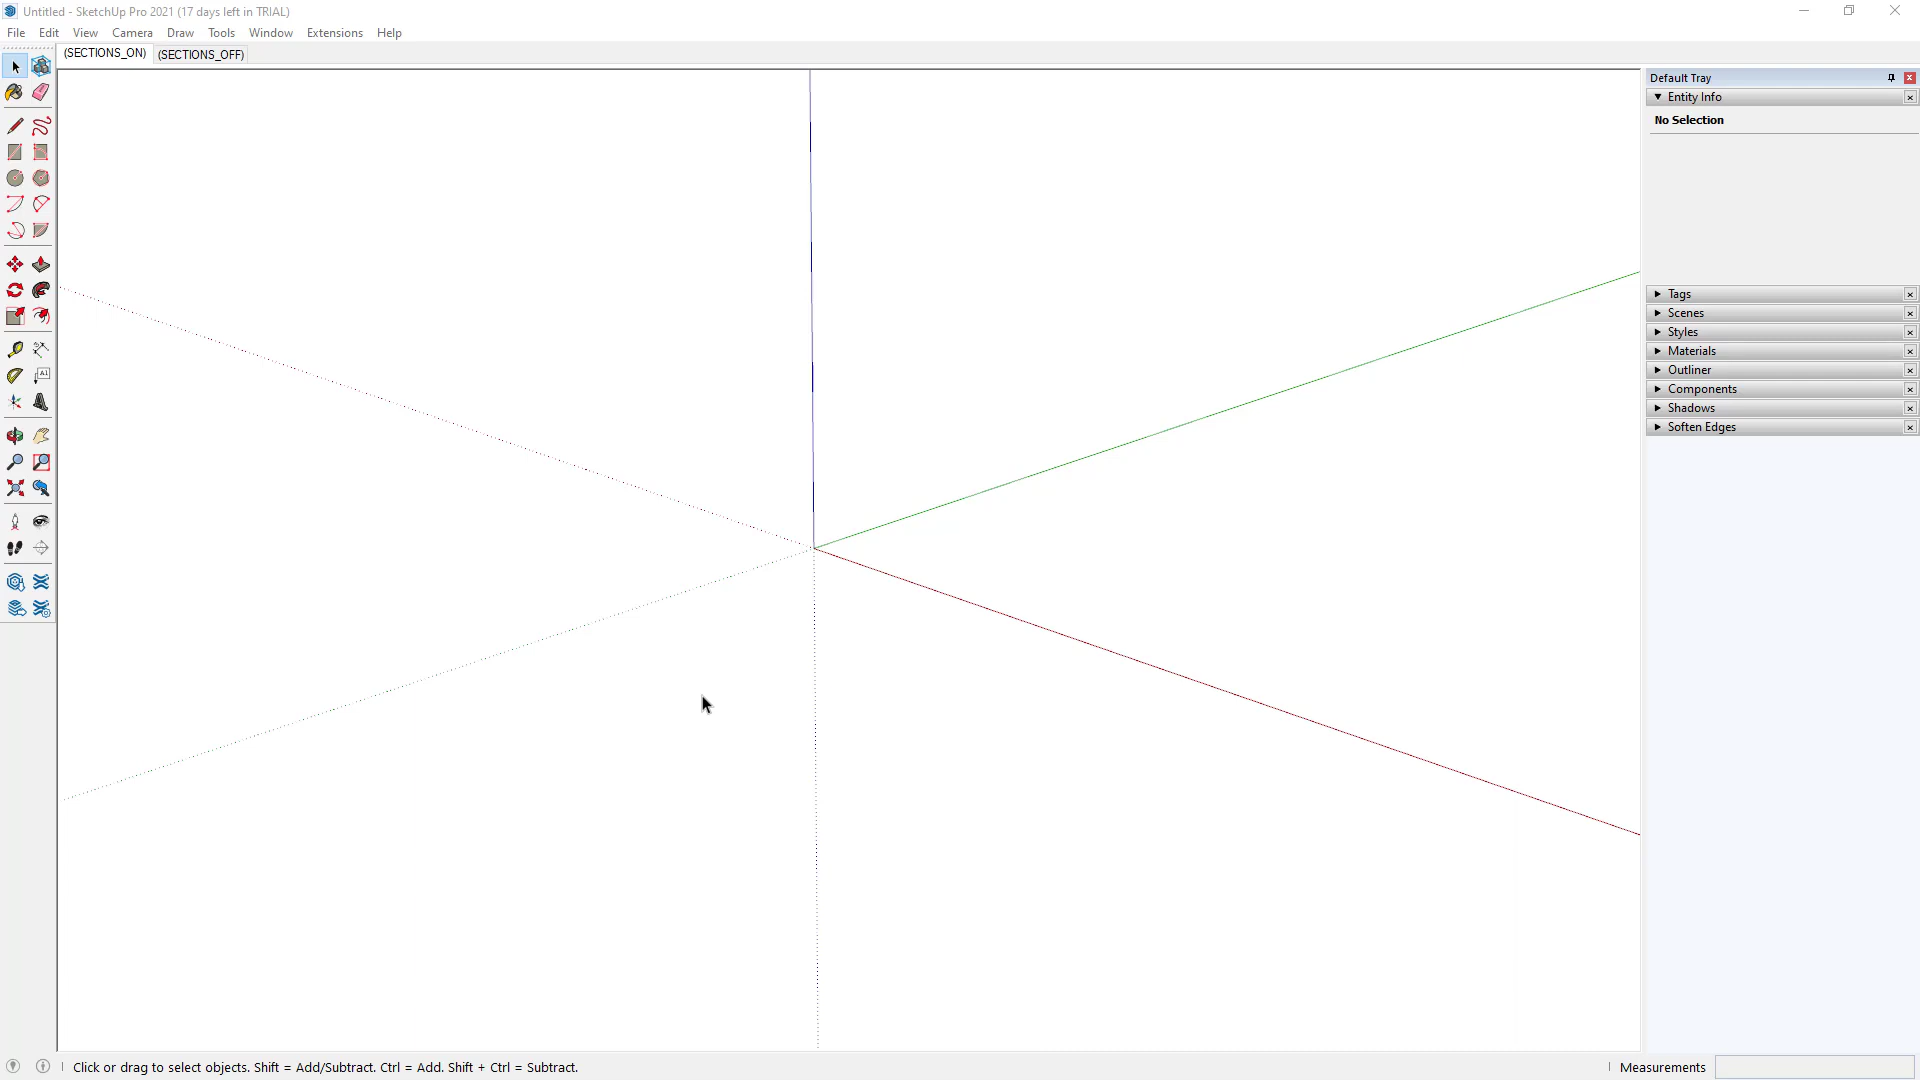 Untitled - SketchUp Pro 2021 (17 days left in TRIAL)
File Edit View Camera Draw Tools Window Extensions Help
(SECTIONS_ON) (SECTIONS_OFF)
Default Tray
Entity Info
No Selection
Tags
Scenes
Styles
Materials
Outliner
Components
Shadows
Soften Edges
A1
Click or drag to select objects. Shift = Add/Subtract. Ctrl = Add. Shift + Ctrl = Subtract.
Measurements